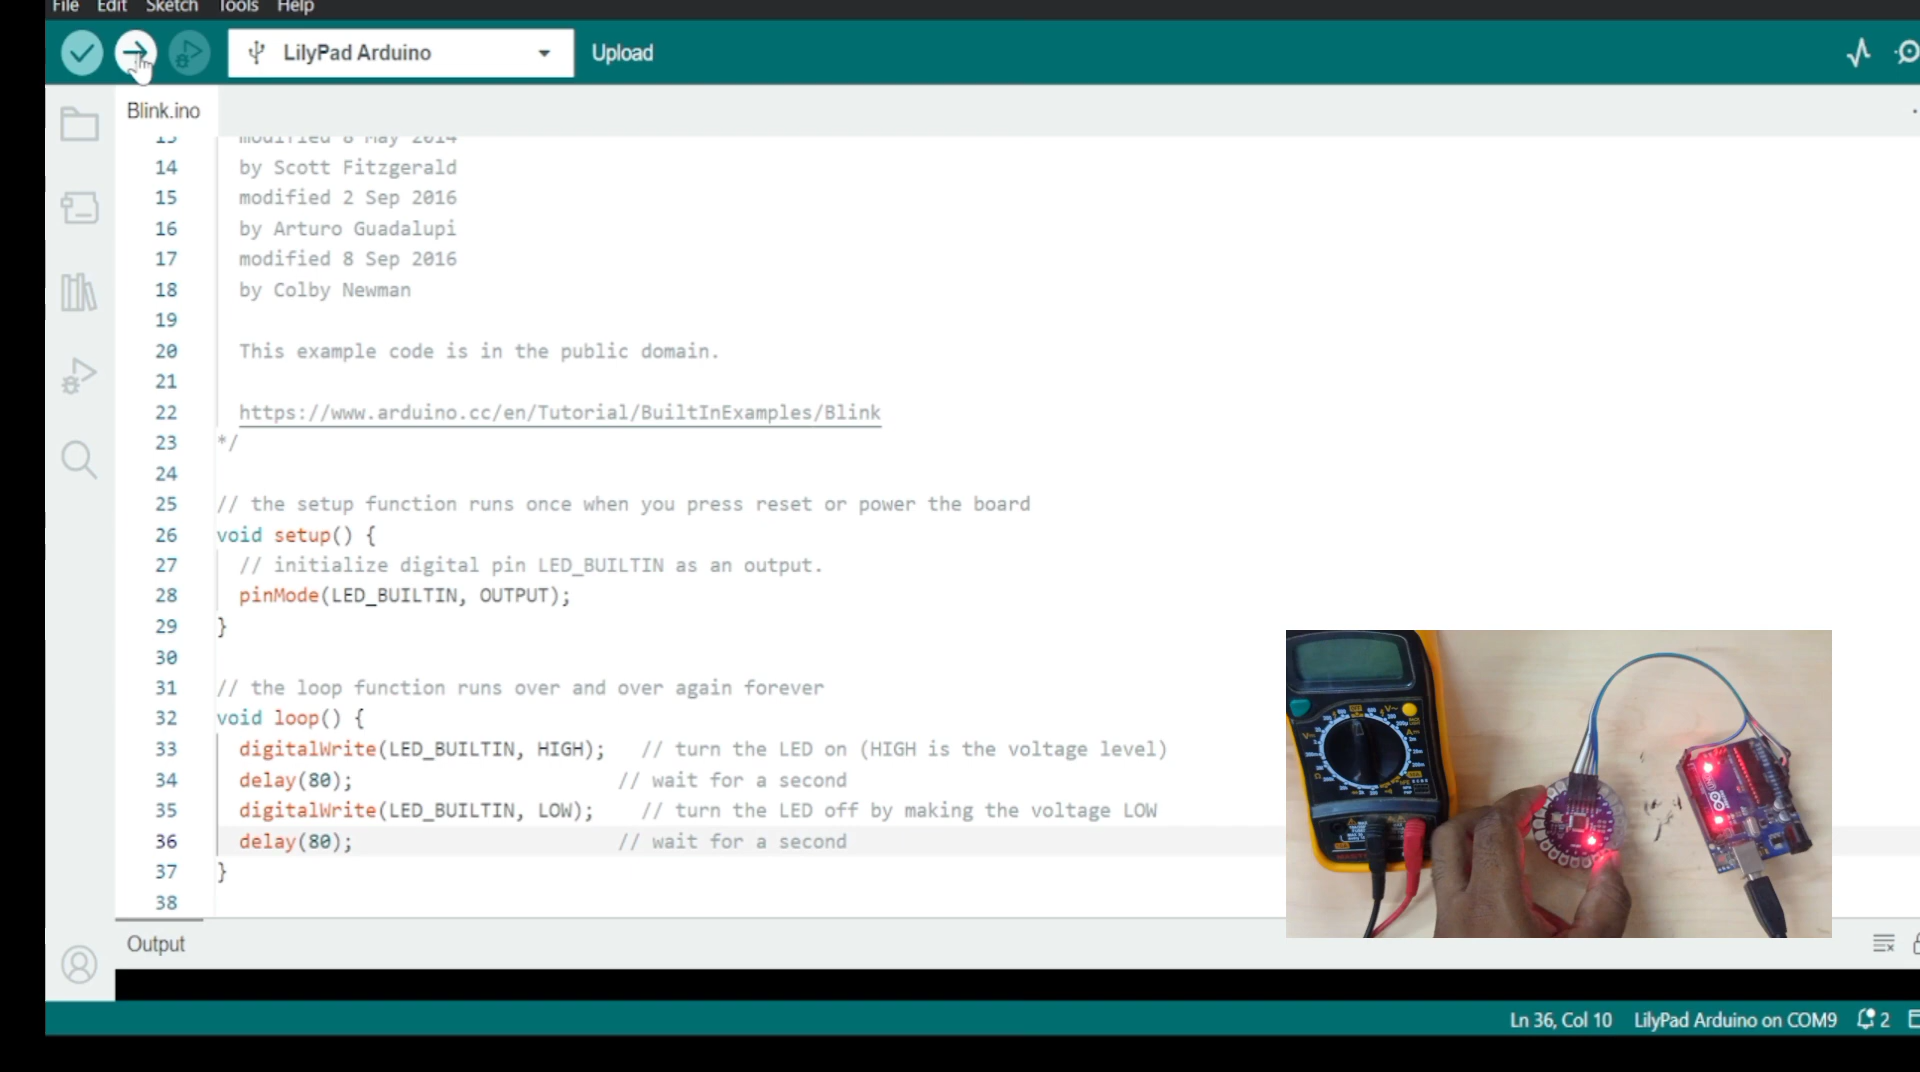 File Edit Sketch Tools Help
LilyPad Arduino
Upload
Blink.ino
13 modified 8 May 2014
14 by Scott Fitzgerald
15 modified 2 Sep 2016
16 by Arturo Guadalupi
17 modified 8 Sep 2016
18 by Colby Newman
19
20 This example code is in the public domain.
21
22 https://www.arduino.cc/en/Tutorial/BuiltInExamples/Blink
23 */
24
25 // the setup function runs once when you press reset or power the board
26 void setup() {
27 // initialize digital pin LED_BUILTIN as an output.
28 pinMode(LED_BUILTIN, OUTPUT);
29 }
30
31 // the loop function runs over and over again forever
32 void loop() {
33 digitalWrite(LED_BUILTIN, HIGH); // turn the LED on (HIGH is the voltage level)
34 delay(80); // wait for a second
35 digitalWrite(LED_BUILTIN, LOW); // turn the LED off by making the voltage LOW
36 delay(80); // wait for a second
37 }
38
Output
Ln 36, Col 10 LilyPad Arduino on COM9 2